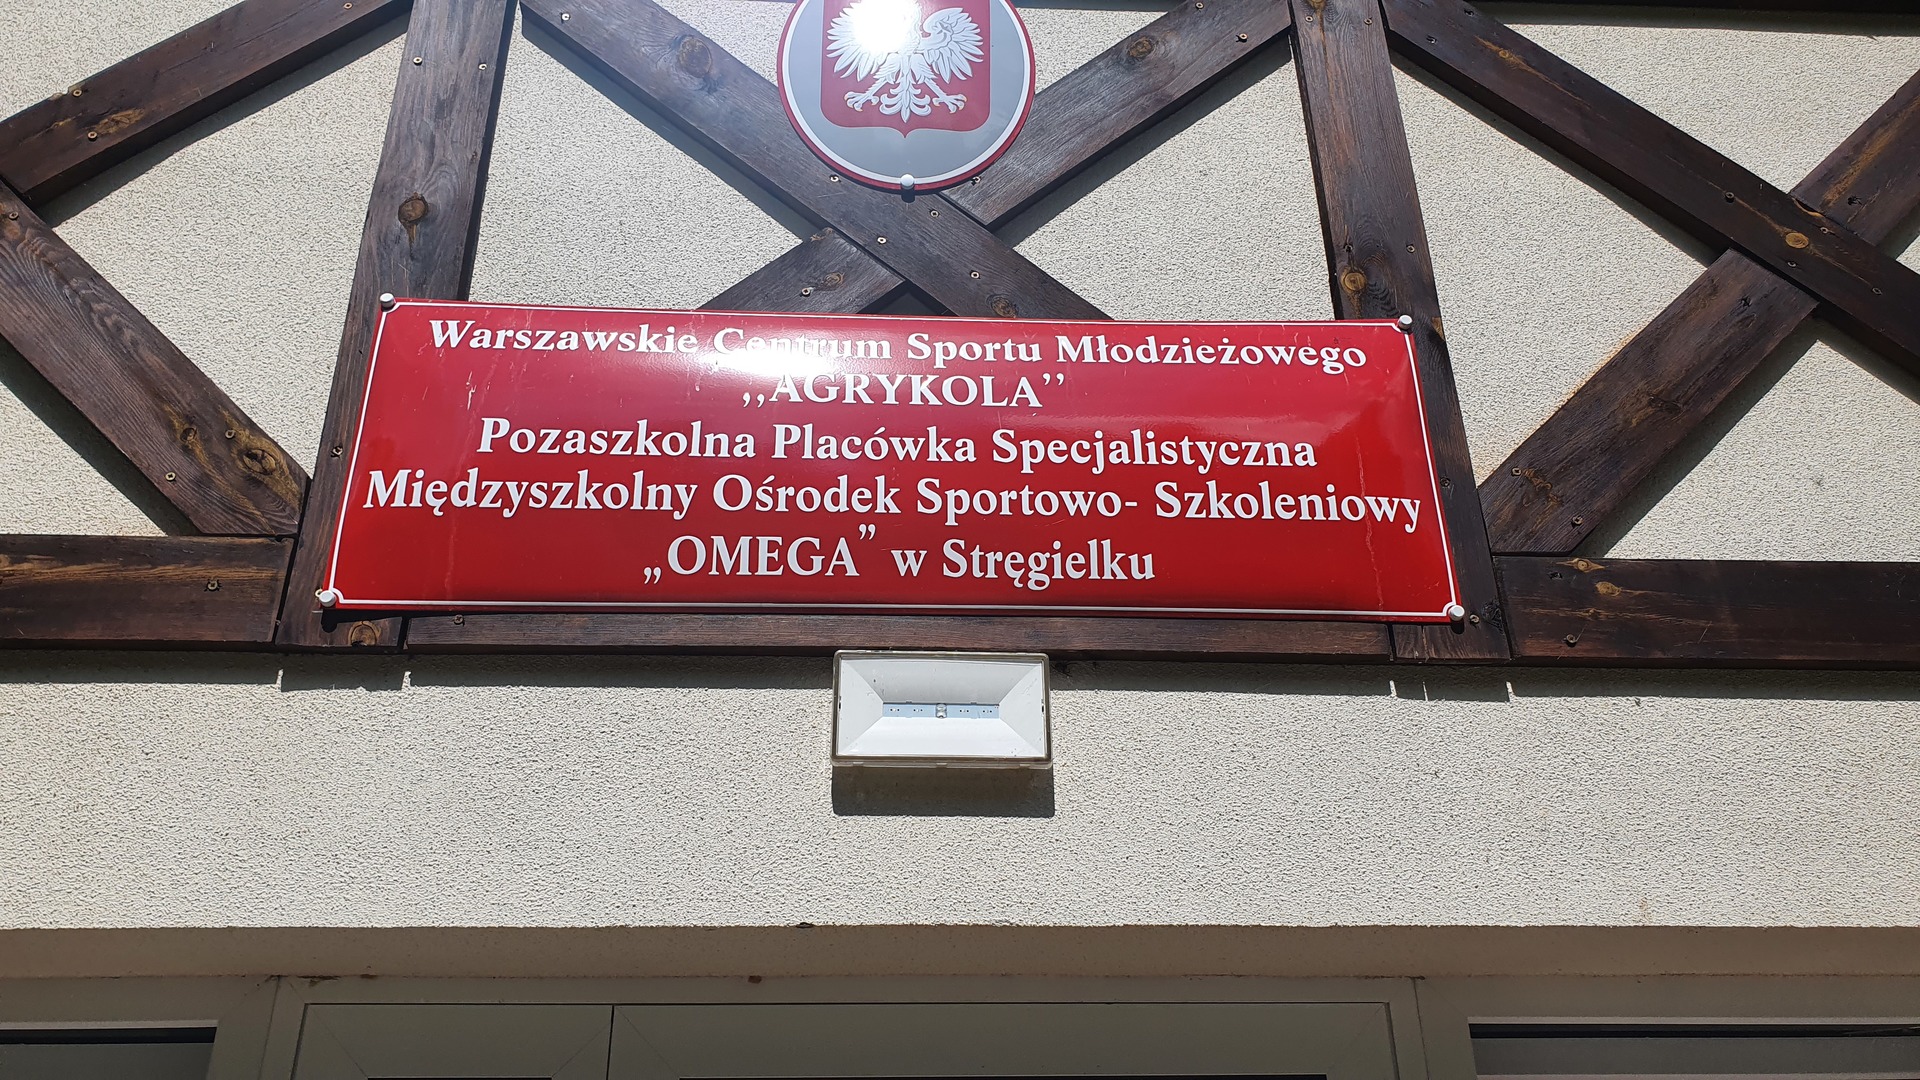 Warszawskie Centrum Sportu Młodzieżowego
,,AGRYKOLA’’
Pozaszkolna Placówka Specjalistyczna
Międzyszkolny Ośrodek Sportowo- Szkoleniowy
„OMEGA” w Stręgielku